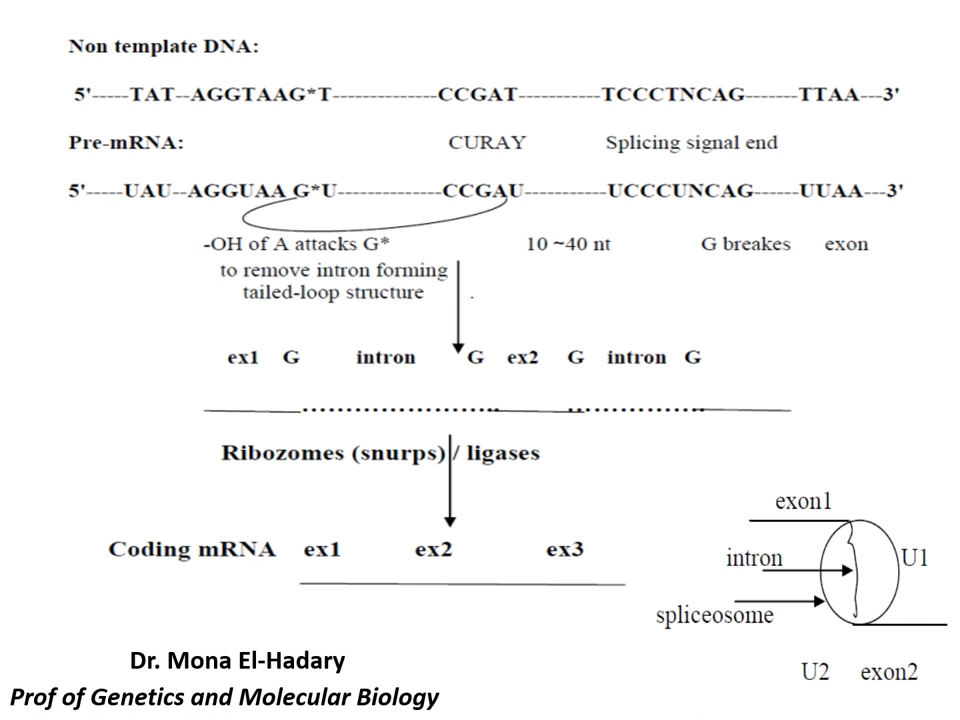 Non template DNA:
5'-----TAT--AGGTAAG*T-------------CCGAT----------TCCCTNCAG------TTAA---3'
Pre-mRNA: CURAY Splicing signal end
5'-----UAU--AGGUAA G*U-------------CCGAU----------UCCCUNCAG------UUAA---3'
-OH of A attacks G* 10 ~40 nt G breakes exon
to remove intron forming
tailed-loop structure .
ex1 G intron G ex2 G intron G
Ribozomes (snurps) / ligases
Coding mRNA ex1 ex2 ex3
exon1
intron U1
spliceosome
U2 exon2
Dr. Mona El-Hadary
Prof of Genetics and Molecular Biology